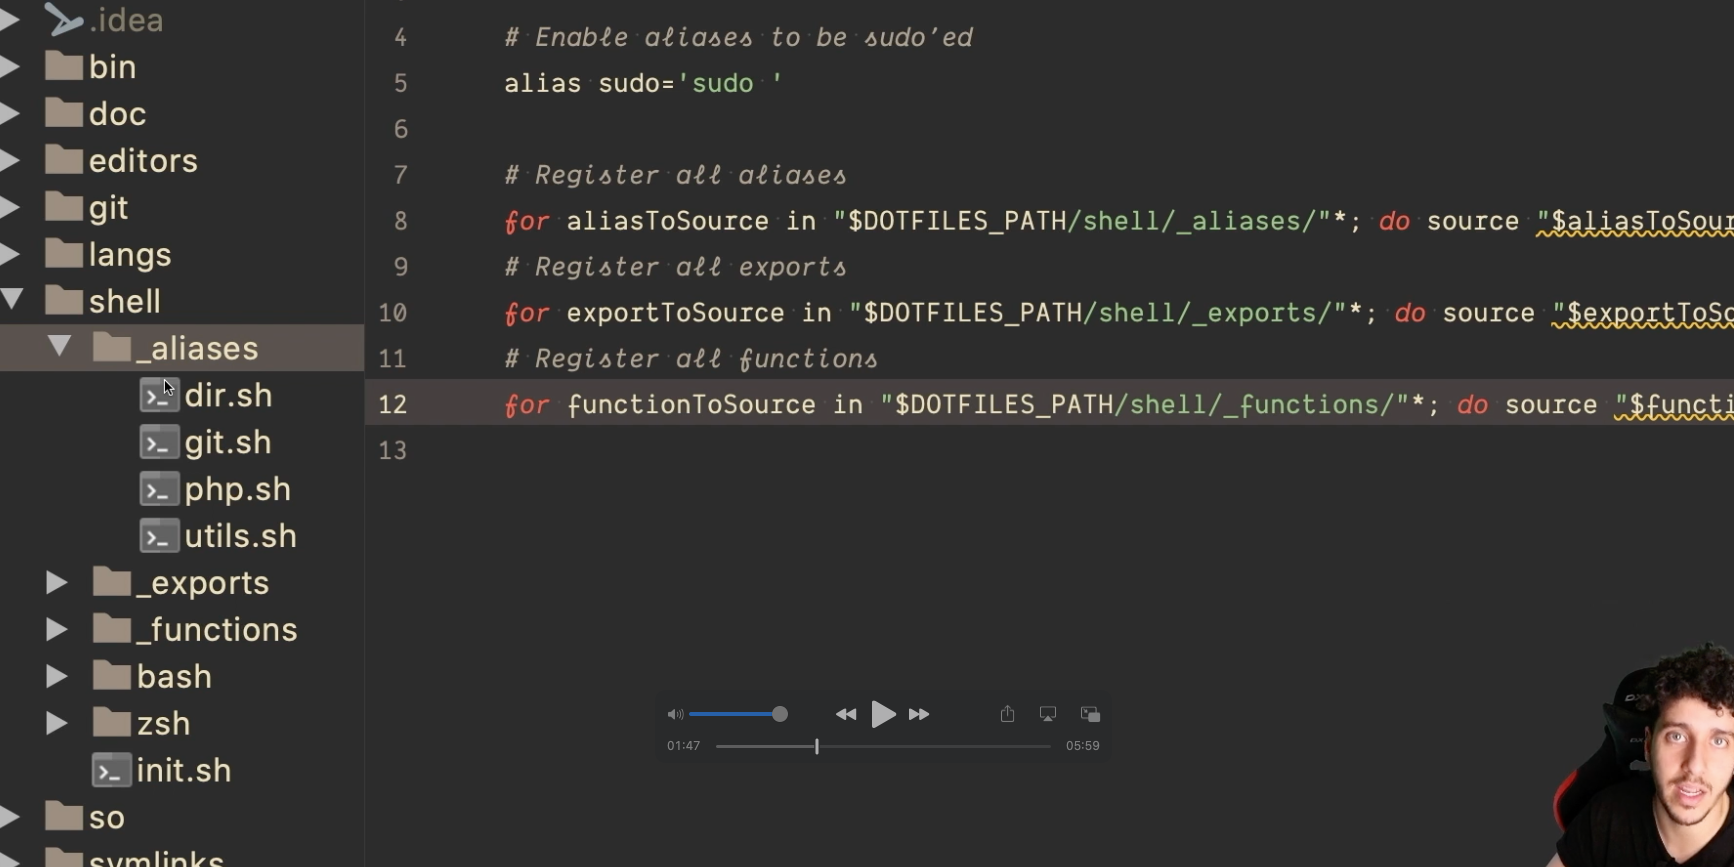 .idea
bin
doc
editors
git
langs
shell
_aliases
dir.sh
git.sh
php.sh
utils.sh
_exports
_functions
bash
zsh
init.sh
so
symlinks
4 # Enable aliases to be sudo'ed
5 alias sudo='sudo '
6
7 # Register all aliases
8 for aliasToSource in "$DOTFILES_PATH/shell/_aliases/"*; do source "$aliasToSour
9 # Register all exports
10 for exportToSource in "$DOTFILES_PATH/shell/_exports/"*; do source "$exportToSo
11 # Register all functions
12 for functionToSource in "$DOTFILES_PATH/shell/_functions/"*; do source "$functi
13
01:47 05:59